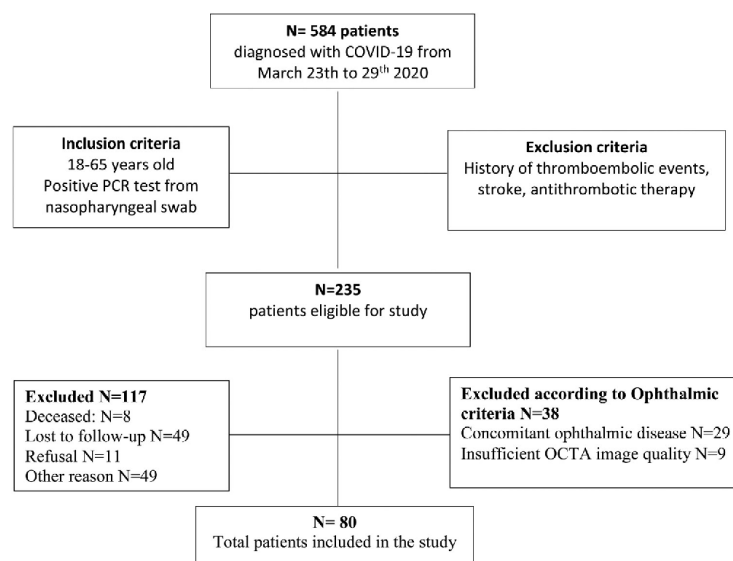 N= 584 patients
diagnosed with COVID-19 from
March 23th to 29th 2020
Inclusion criteria
18-65 years old
Positive PCR test from
nasopharyngeal swab
Exclusion criteria
History of thromboembolic events,
stroke, antithrombotic therapy
N=235
patients eligible for study
Excluded N=117
Deceased: N=8
Lost to follow-up N=49
Refusal N=11
Other reason N=49
Excluded according to Ophthalmic
criteria N=38
Concomitant ophthalmic disease N=29
Insufficient OCTA image quality N=9
N= 80
Total patients included in the study